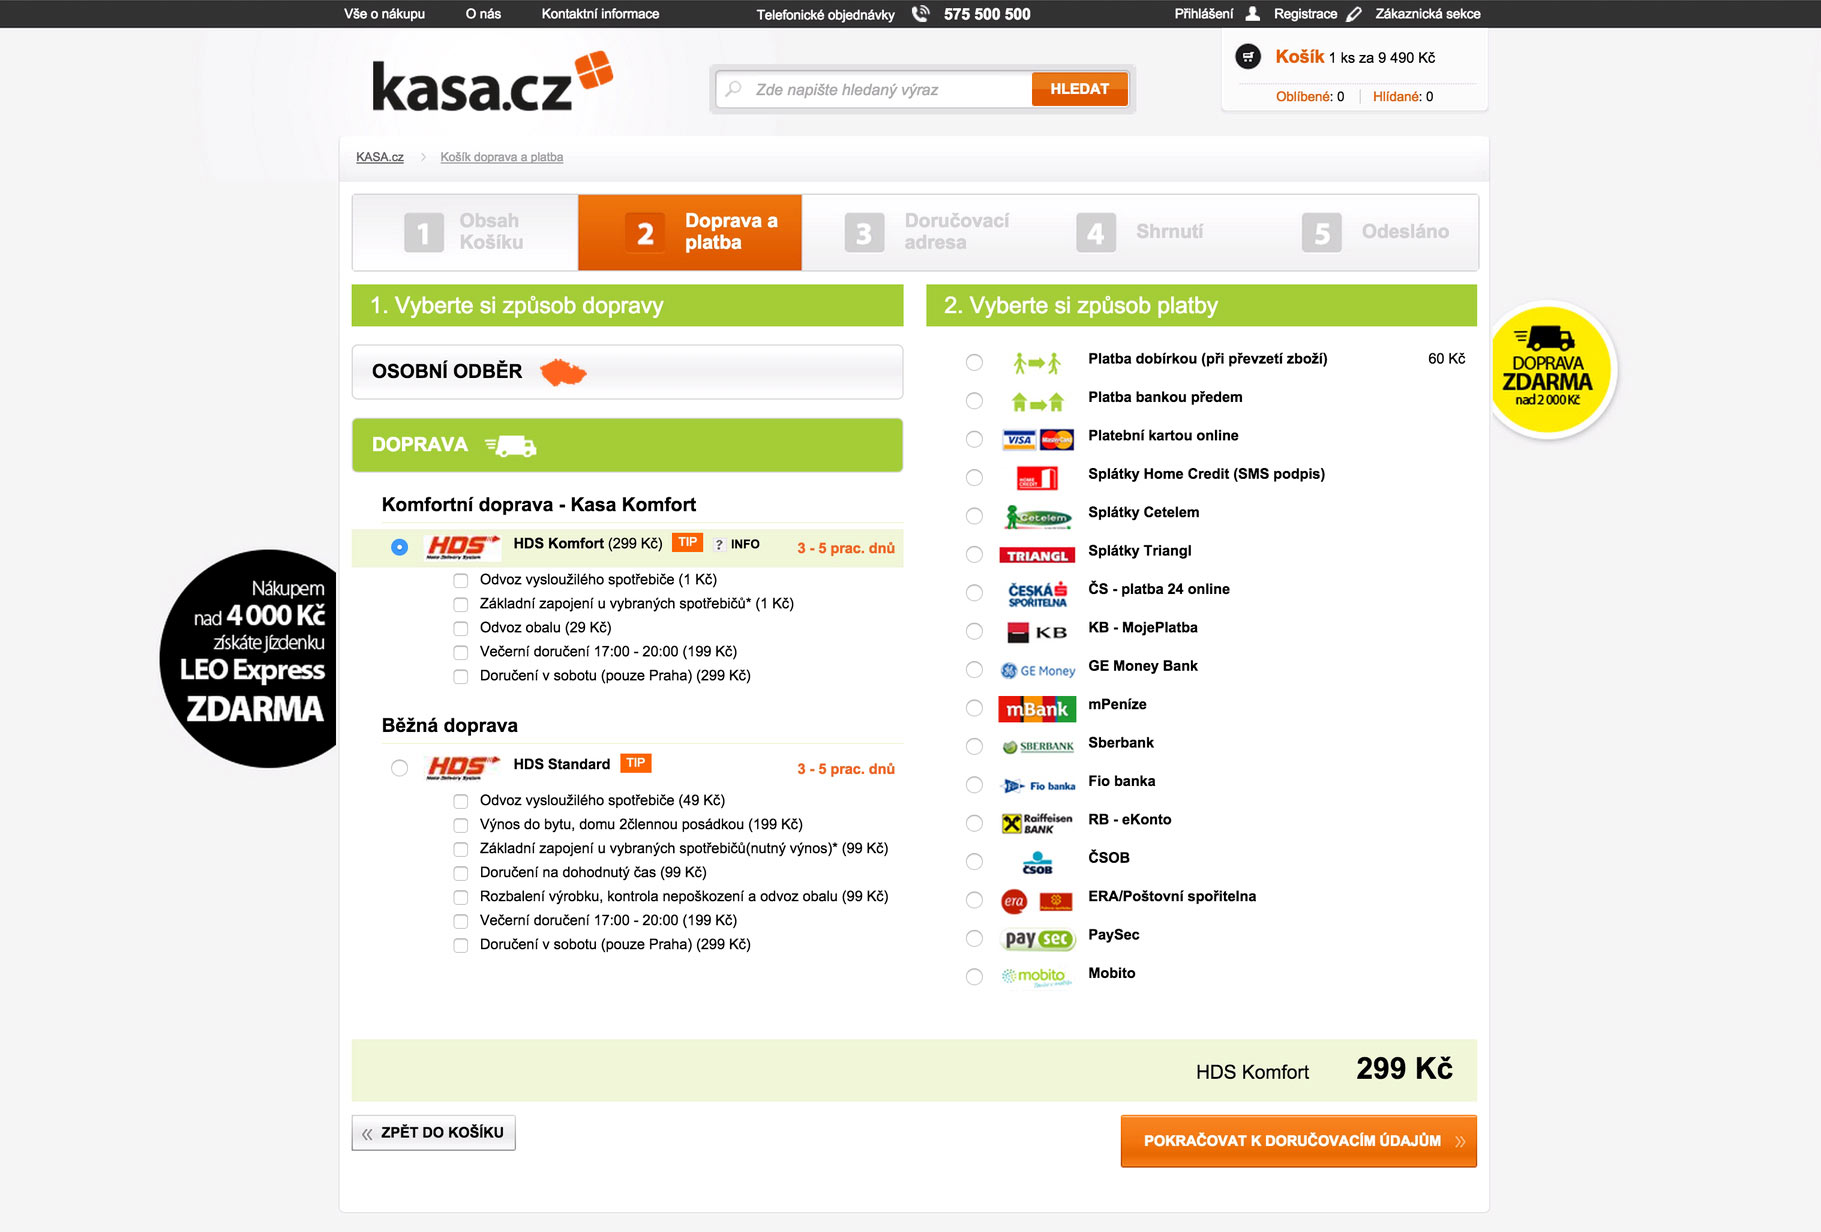 Vše o nákupu O nás Kontaktní informace Telefonické objednávky 575 500 500 Přihlášení Registrace Zákaznická sekce
kasa.cz
Zde napište hledaný výraz HLEDAT
Košík 1 ks za 9 490 Kč
Oblíbené: 0 Hlídané: 0
KASA.cz Košík doprava a platba
1 Obsah Košíku
2 Doprava a platba
3 Doručovací adresa
4 Shrnutí
5 Odesláno
1. Vyberte si způsob dopravy
OSOBNÍ ODBĚR
DOPRAVA
Komfortní doprava - Kasa Komfort
HDS Home Delivery System HDS Komfort (299 Kč) TIP ? INFO 3 - 5 prac. dnů
Odvoz vysloužilého spotřebiče (1 Kč)
Základní zapojení u vybraných spotřebičů* (1 Kč)
Odvoz obalu (29 Kč)
Večerní doručení 17:00 - 20:00 (199 Kč)
Doručení v sobotu (pouze Praha) (299 Kč)
Běžná doprava
HDS Home Delivery System HDS Standard TIP 3 - 5 prac. dnů
Odvoz vysloužilého spotřebiče (49 Kč)
Výnos do bytu, domu 2člennou posádkou (199 Kč)
Základní zapojení u vybraných spotřebičů(nutný výnos)* (99 Kč)
Doručení na dohodnutý čas (99 Kč)
Rozbalení výrobku, kontrola nepoškození a odvoz obalu (99 Kč)
Večerní doručení 17:00 - 20:00 (199 Kč)
Doručení v sobotu (pouze Praha) (299 Kč)
2. Vyberte si způsob platby
Platba dobírkou (při převzetí zboží) 60 Kč
Platba bankou předem
VISA MasterCard Platební kartou online
HOME CREDIT Splátky Home Credit (SMS podpis)
Cetelem Splátky Cetelem
TRIANGL Splátky Triangl
ČESKÁ SPOŘITELNA ČS - platba 24 online
KB KB - MojePlatba
GE Money GE Money Bank
mBank mPeníze
SBERBANK Sberbank
Fio banka Fio banka
Raiffeisen BANK RB - eKonto
ČSOB ČSOB
era ERA/Poštovní spořitelna
pay sec PaySec
mobito Mobito
DOPRAVA
ZDARMA
nad 2 000 Kč
Nákupem
nad 4 000 Kč
získáte jízdenku
LEO Express
ZDARMA
HDS Komfort 299 Kč
« ZPĚT DO KOŠÍKU
POKRAČOVAT K DORUČOVACÍM ÚDAJŮM »